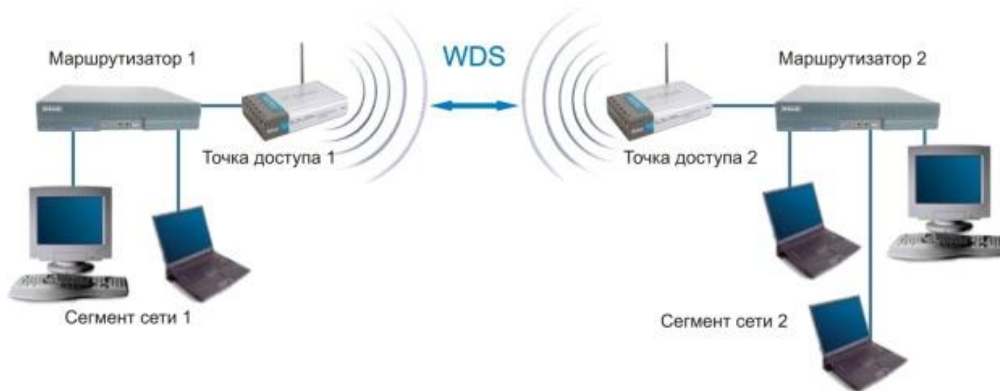 WDS
Маршрутизатор 1
Маршрутизатор 2
Точка доступа 1
Точка доступа 2
Сегмент сети 1
Сегмент сети 2